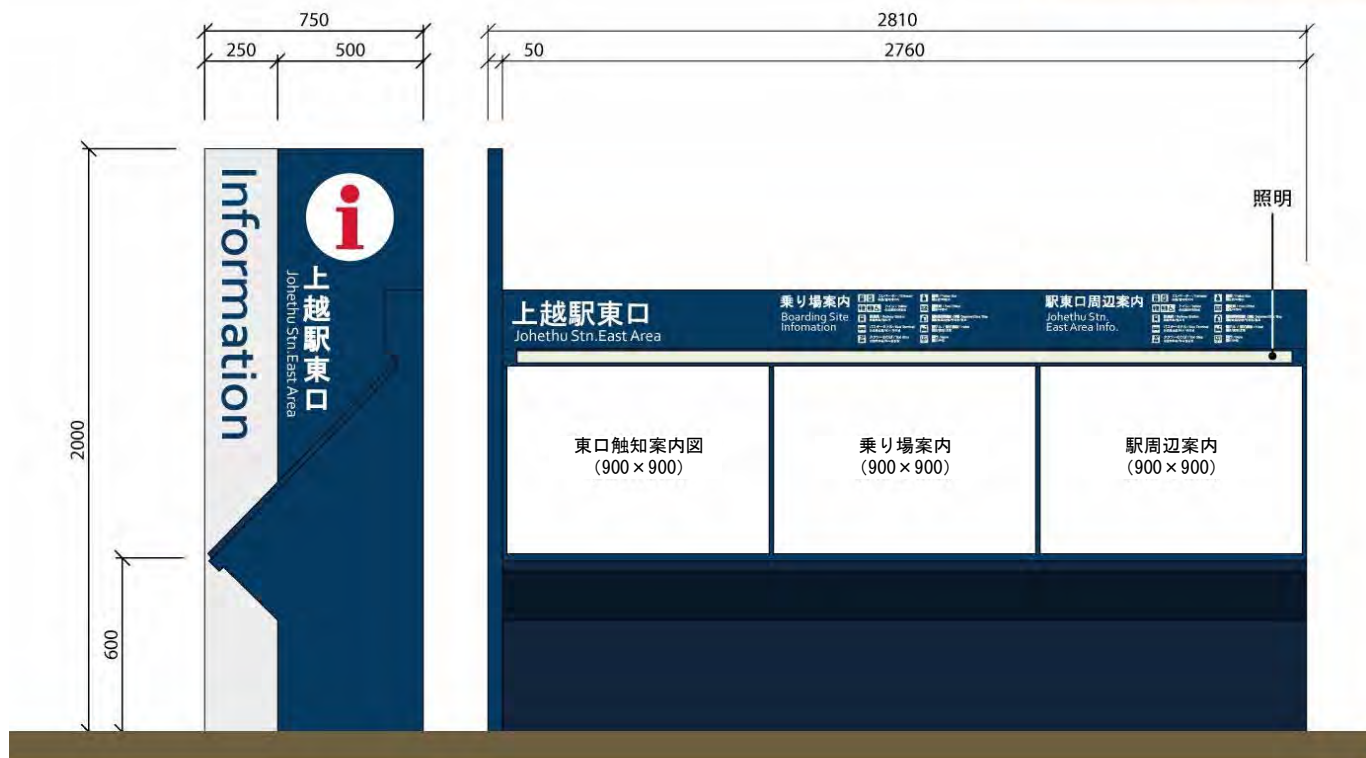 750
250
500
2810
50
2760
2000
600
Information
i
上越駅東口
Johethu Stn.East Area
照明
上越駅東口
Johethu Stn.East Area
乗り場案内
Boarding Site
Infomation
駅東口周辺案内
Johethu Stn.
East Area Info.
東口触知案内図
(900×900)
乗り場案内
(900×900)
駅周辺案内
(900×900)